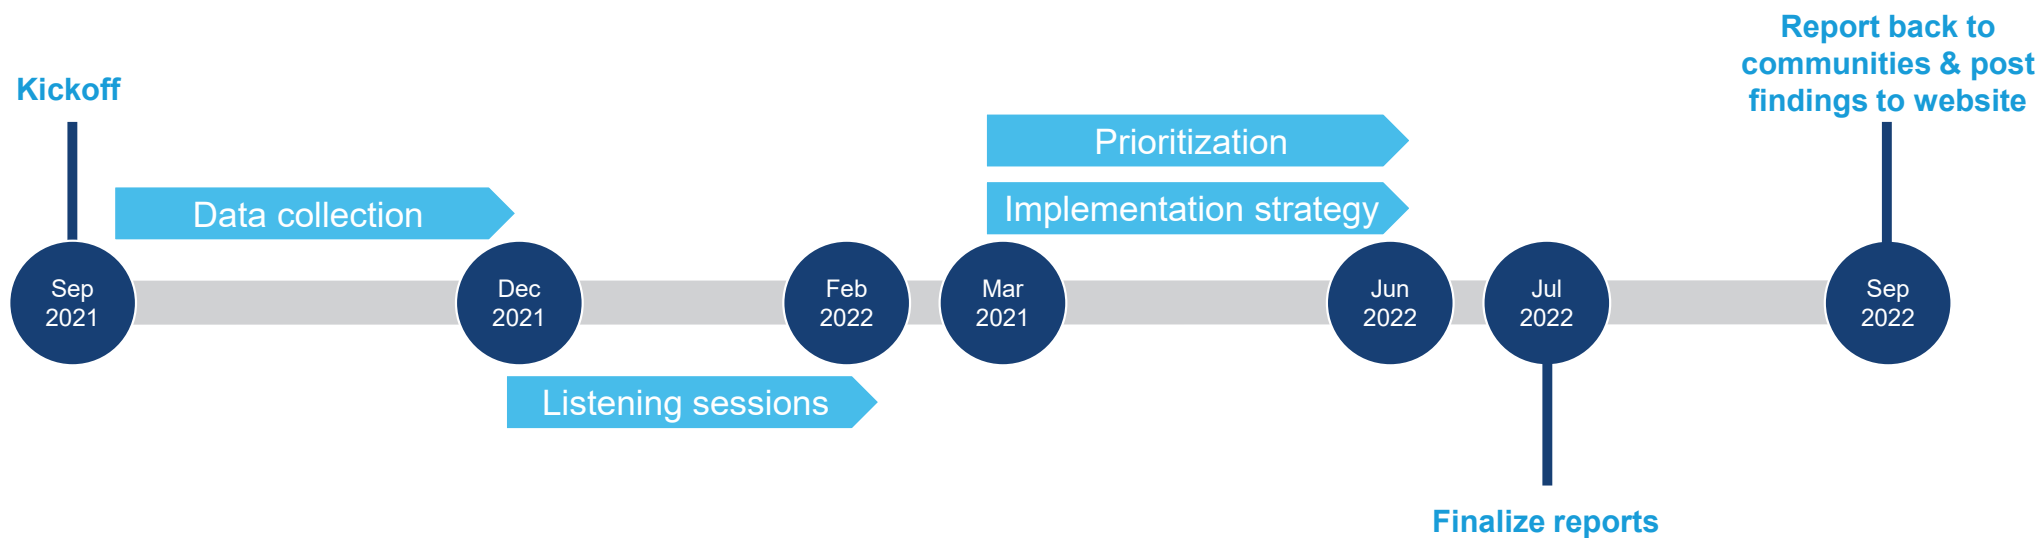 Report back to
communities & post
findings to website
Kickoff
Prioritization
Data collection
Implementation strategy
Sep
2021
Dec
2021
Feb
2022
Mar
2021
Jun
2022
Jul
2022
Sep
2022
Listening sessions
Finalize reports